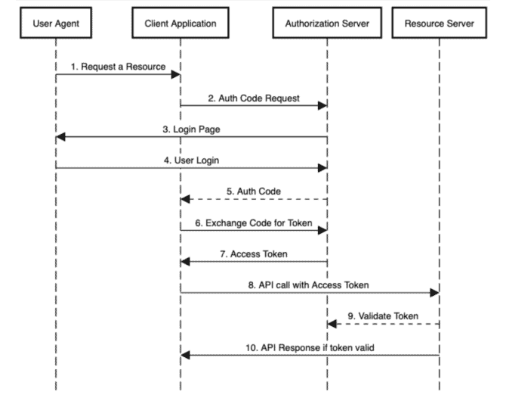 User Agent
Client Application
Authorization Server
Resource Server
1. Request a Resource
2. Auth Code Request
3. Login Page
4. User Login
5. Auth Code
6. Exchange Code for Token
7. Access Token
8. API call with Access Token
9. Validate Token
10. API Response if token valid